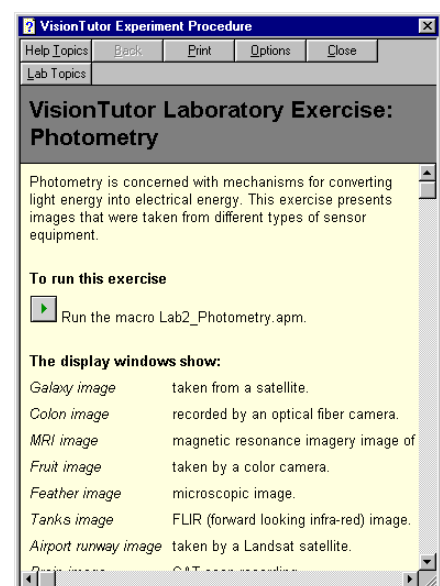 VisionTutor Experiment Procedure
Help Topics Back Print Options Close
Lab Topics
VisionTutor Laboratory Exercise:
Photometry
Photometry is concerned with mechanisms for converting
light energy into electrical energy. This exercise presents
images that were taken from different types of sensor
equipment.
To run this exercise
Run the macro Lab2_Photometry.apm.
The display windows show:
Galaxy image taken from a satellite.
Colon image recorded by an optical fiber camera.
MRI image magnetic resonance imagery image of
Fruit image taken by a color camera.
Feather image microscopic image.
Tanks image FLIR (forward looking infra-red) image.
Airport runway image taken by a Landsat satellite.
image CAT scan recording